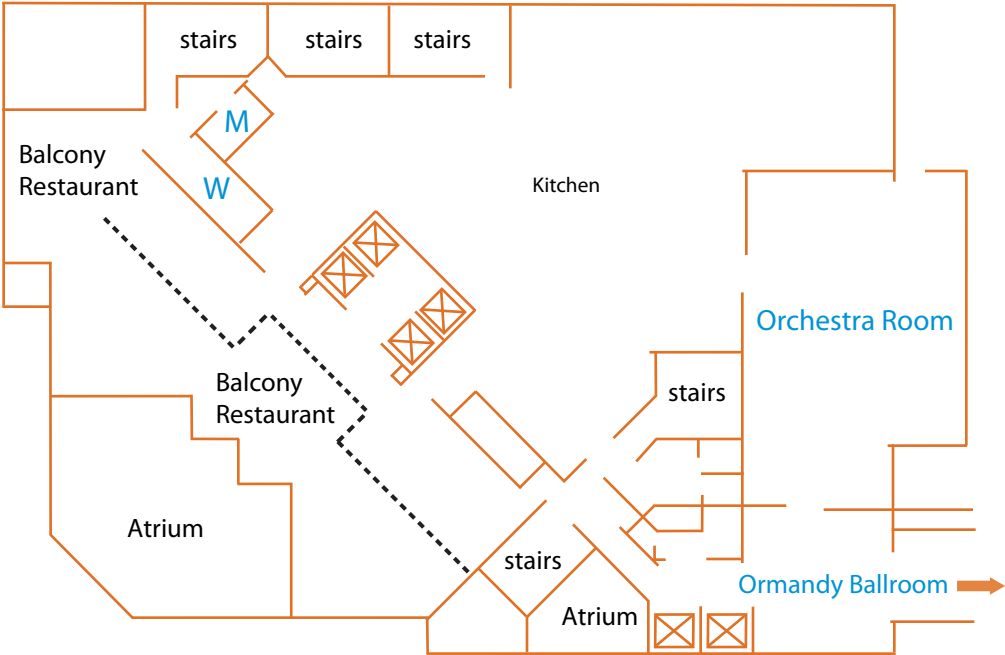 stairs
stairs
stairs
M
Balcony
Restaurant
W
Kitchen
Orchestra Room
Balcony
Restaurant
stairs
Atrium
stairs
Ormandy Ballroom
Atrium